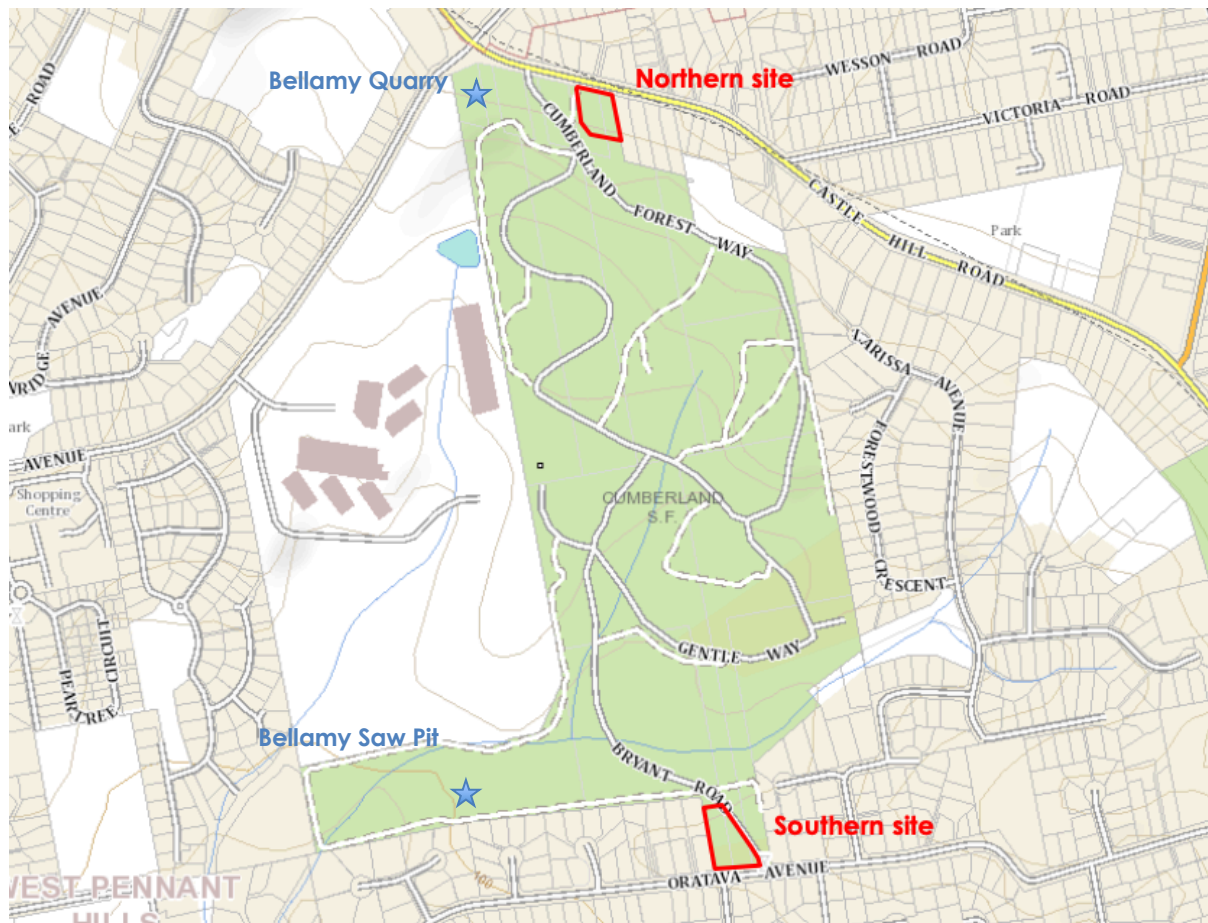 Bellamy Quarry
Northern site
WESSON ROAD
VICTORIA ROAD
ROAD
CUMBERLAND FOREST WAY
CASTLE HILL ROAD
Park
AVENUE
ark
AVENUE
Shopping
Centre
AVENUE
FORESTWOOD CRESCENT
CUMBERLAND
S.F.
GENTLE WAY
PEARTREE CIRCUIT
Bellamy Saw Pit
BRYANT ROAD
Southern site
ORATAVA AVENUE
100
WEST PENNANT
HILLS